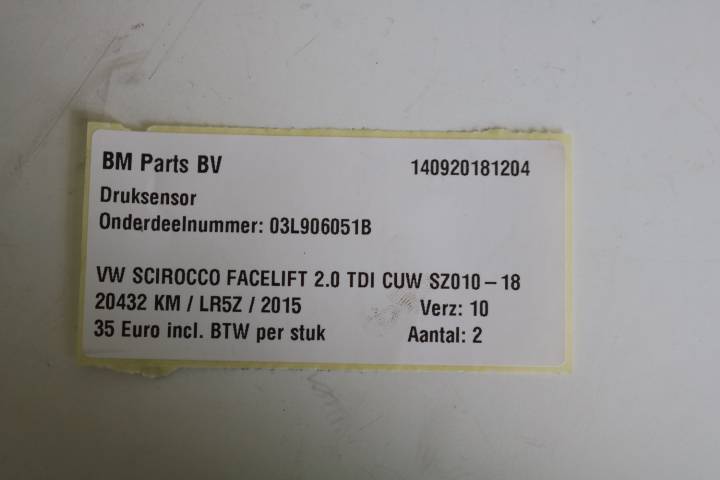 BM Parts BV 140920181204
Druksensor
Onderdeelnummer: 03L906051B
VW SCIROCCO FACELIFT 2.0 TDI CUW SZ010-18
20432 KM / LR5Z / 2015 Verz: 10
35 Euro incl. BTW per stuk Aantal: 2